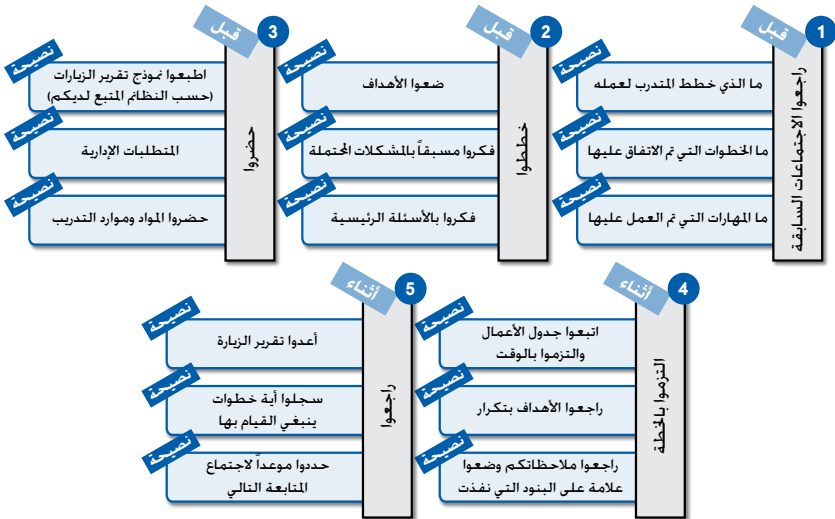 1
قبل
راجعوا الاجتماعات السابقة
نصيحة
ما الذي خطط المتدرب لعمله
نصيحة
ما الخطوات التي تم الاتفاق عليها
نصيحة
ما المهارات التي تم العمل عليها
2
قبل
خططوا
نصيحة
ضعوا الأهداف
نصيحة
فكروا مسبقاً بالمشكلات المحتملة
نصيحة
فكروا بالأسئلة الرئيسية
3
قبل
حضروا
نصيحة
اطبعوا نموذج تقرير الزيارات
(حسب النظائم المتبع لديكم)
نصيحة
المتطلبات الإدارية
نصيحة
حضروا المواد وموارد التدريب
4
أثناء
التزموا بالخطة
نصيحة
اتبعوا جدول الأعمال
والتزموا بالوقت
نصيحة
راجعوا الأهداف بتكرار
نصيحة
راجعوا ملاحظاتكم وضعوا
علامة على البنود التي نفذت
5
أثناء
راجعوا
نصيحة
أعدوا تقرير الزيارة
نصيحة
سجلوا أية خطوات
ينبغي القيام بها
نصيحة
حددوا موعداً لاجتماع
المتابعة التالي